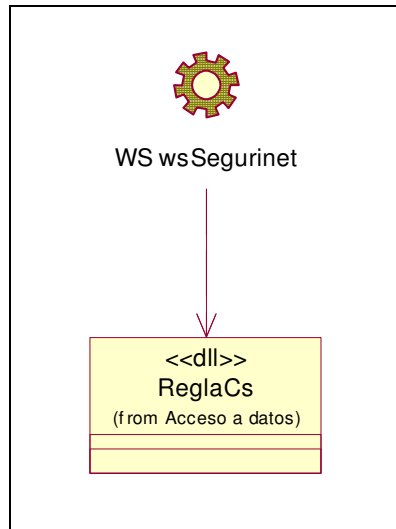 WS wsSegurinet
<<dll>>
ReglaCs
(from Acceso a datos)